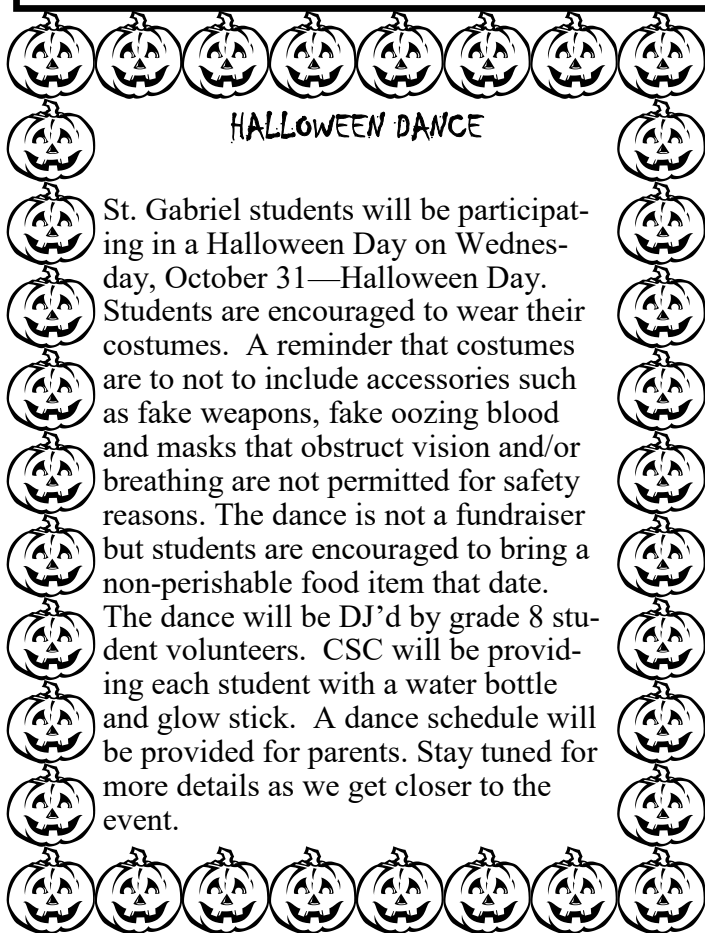 HALLOWEEN DANCE
St. Gabriel students will be participat-
ing in a Halloween Day on Wednes-
day, October 31—Halloween Day.
Students are encouraged to wear their
costumes.  A reminder that costumes
are to not to include accessories such
as fake weapons, fake oozing blood
and masks that obstruct vision and/or
breathing are not permitted for safety
reasons. The dance is not a fundraiser
but students are encouraged to bring a
non-perishable food item that date.
The dance will be DJ’d by grade 8 stu-
dent volunteers.  CSC will be provid-
ing each student with a water bottle
and glow stick.  A dance schedule will
be provided for parents. Stay tuned for
more details as we get closer to the
event.